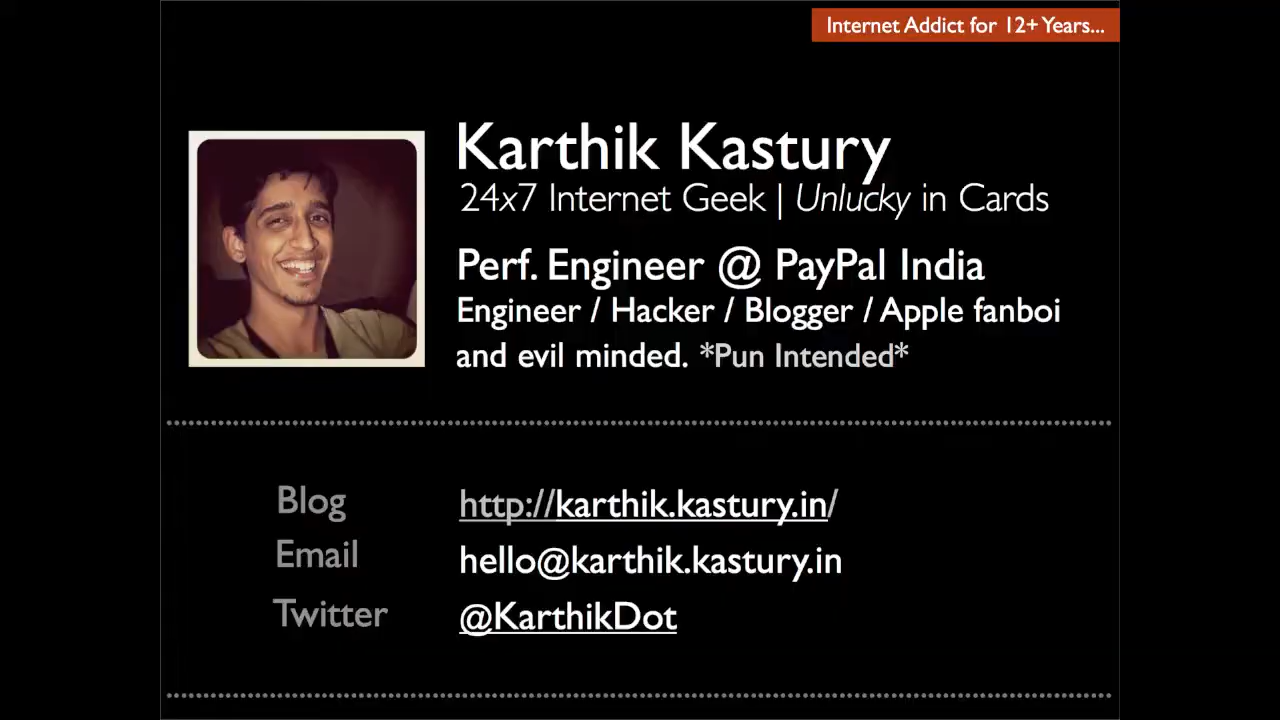 Internet Addict for 12+ Years...
Karthik Kastury
24x7 Internet Geek | Unlucky in Cards
Perf. Engineer @ PayPal India
Engineer / Hacker / Blogger / Apple fanboi
and evil minded. *Pun Intended*
Blog http://karthik.kastury.in/
Email hello@karthik.kastury.in
Twitter @KarthikDot